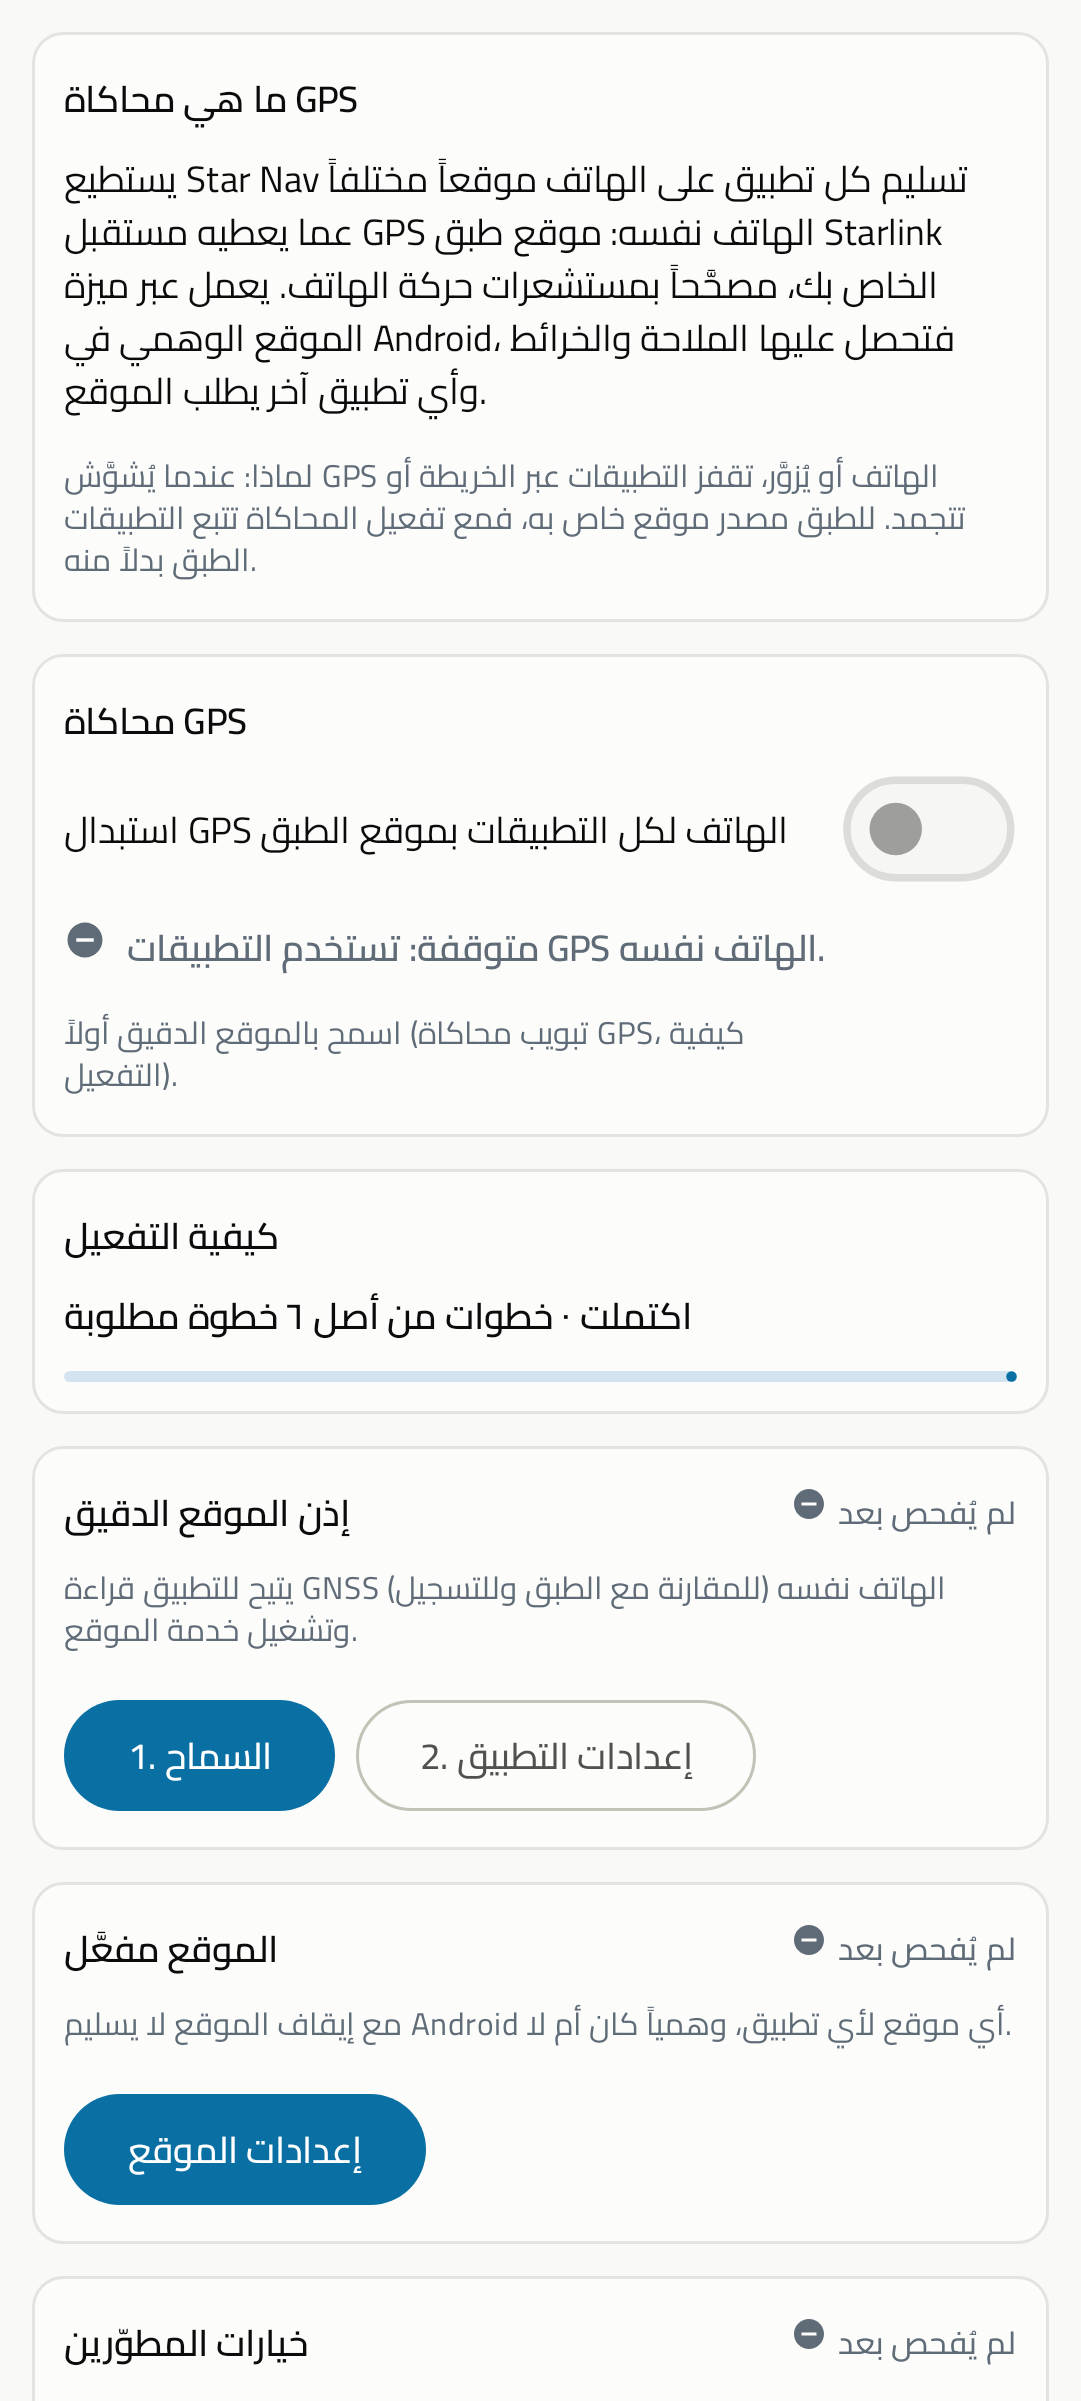 ما هي محاكاة GPS
يستطيع Star Nav تسليم كل تطبيق على الهاتف موقعاً مختلفاً
عما يعطيه مستقبل GPS الهاتف نفسه: موقع طبق Starlink
الخاص بك، مصحَّحاً بمستشعرات حركة الهاتف. يعمل عبر ميزة
الموقع الوهمي في Android، فتحصل عليها الملاحة والخرائط
وأي تطبيق آخر يطلب الموقع.
لماذا: عندما يُشوَّش GPS الهاتف أو يُزوَّر، تقفز التطبيقات عبر الخريطة أو
تتجمد. للطبق مصدر موقع خاص به، فمع تفعيل المحاكاة تتبع التطبيقات
الطبق بدلاً منه.
محاكاة GPS
استبدال GPS الهاتف لكل التطبيقات بموقع الطبق
متوقفة: تستخدم التطبيقات GPS الهاتف نفسه.
اسمح بالموقع الدقيق أولاً (تبويب محاكاة GPS، كيفية
التفعيل).
كيفية التفعيل
اكتملت ٠ خطوات من أصل ٦ خطوة مطلوبة
إذن الموقع الدقيق
لم يُفحص بعد
يتيح للتطبيق قراءة GNSS الهاتف نفسه (للمقارنة مع الطبق وللتسجيل)
وتشغيل خدمة الموقع.
1. السماح
2. إعدادات التطبيق
الموقع مفعَّل
لم يُفحص بعد
مع إيقاف الموقع لا يسليم Android أي موقع لأي تطبيق، وهمياً كان أم لا.
إعدادات الموقع
خيارات المطوّرين
لم يُفحص بعد